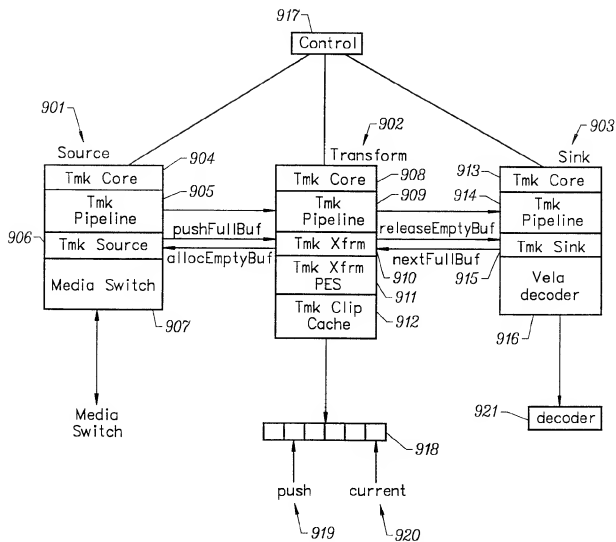 917
Control
901
902
903
Source
904
Transform
908
Sink
913
Tmk Core
Tmk Core
Tmk Core
905
909
914
Tmk
Pipeline
Tmk
Pipeline
Tmk
Pipeline
906
pushFullBuf
releaseEmptyBuf
Tmk Source
Tmk Xfrm
Tmk Sink
allocEmptyBuf
nextFullBuf
910
915
Media Switch
Tmk Xfrm
PES
911
Vela
decoder
Tmk Clip
Cache
912
907
916
Media
Switch
921
decoder
918
push
current
919
920